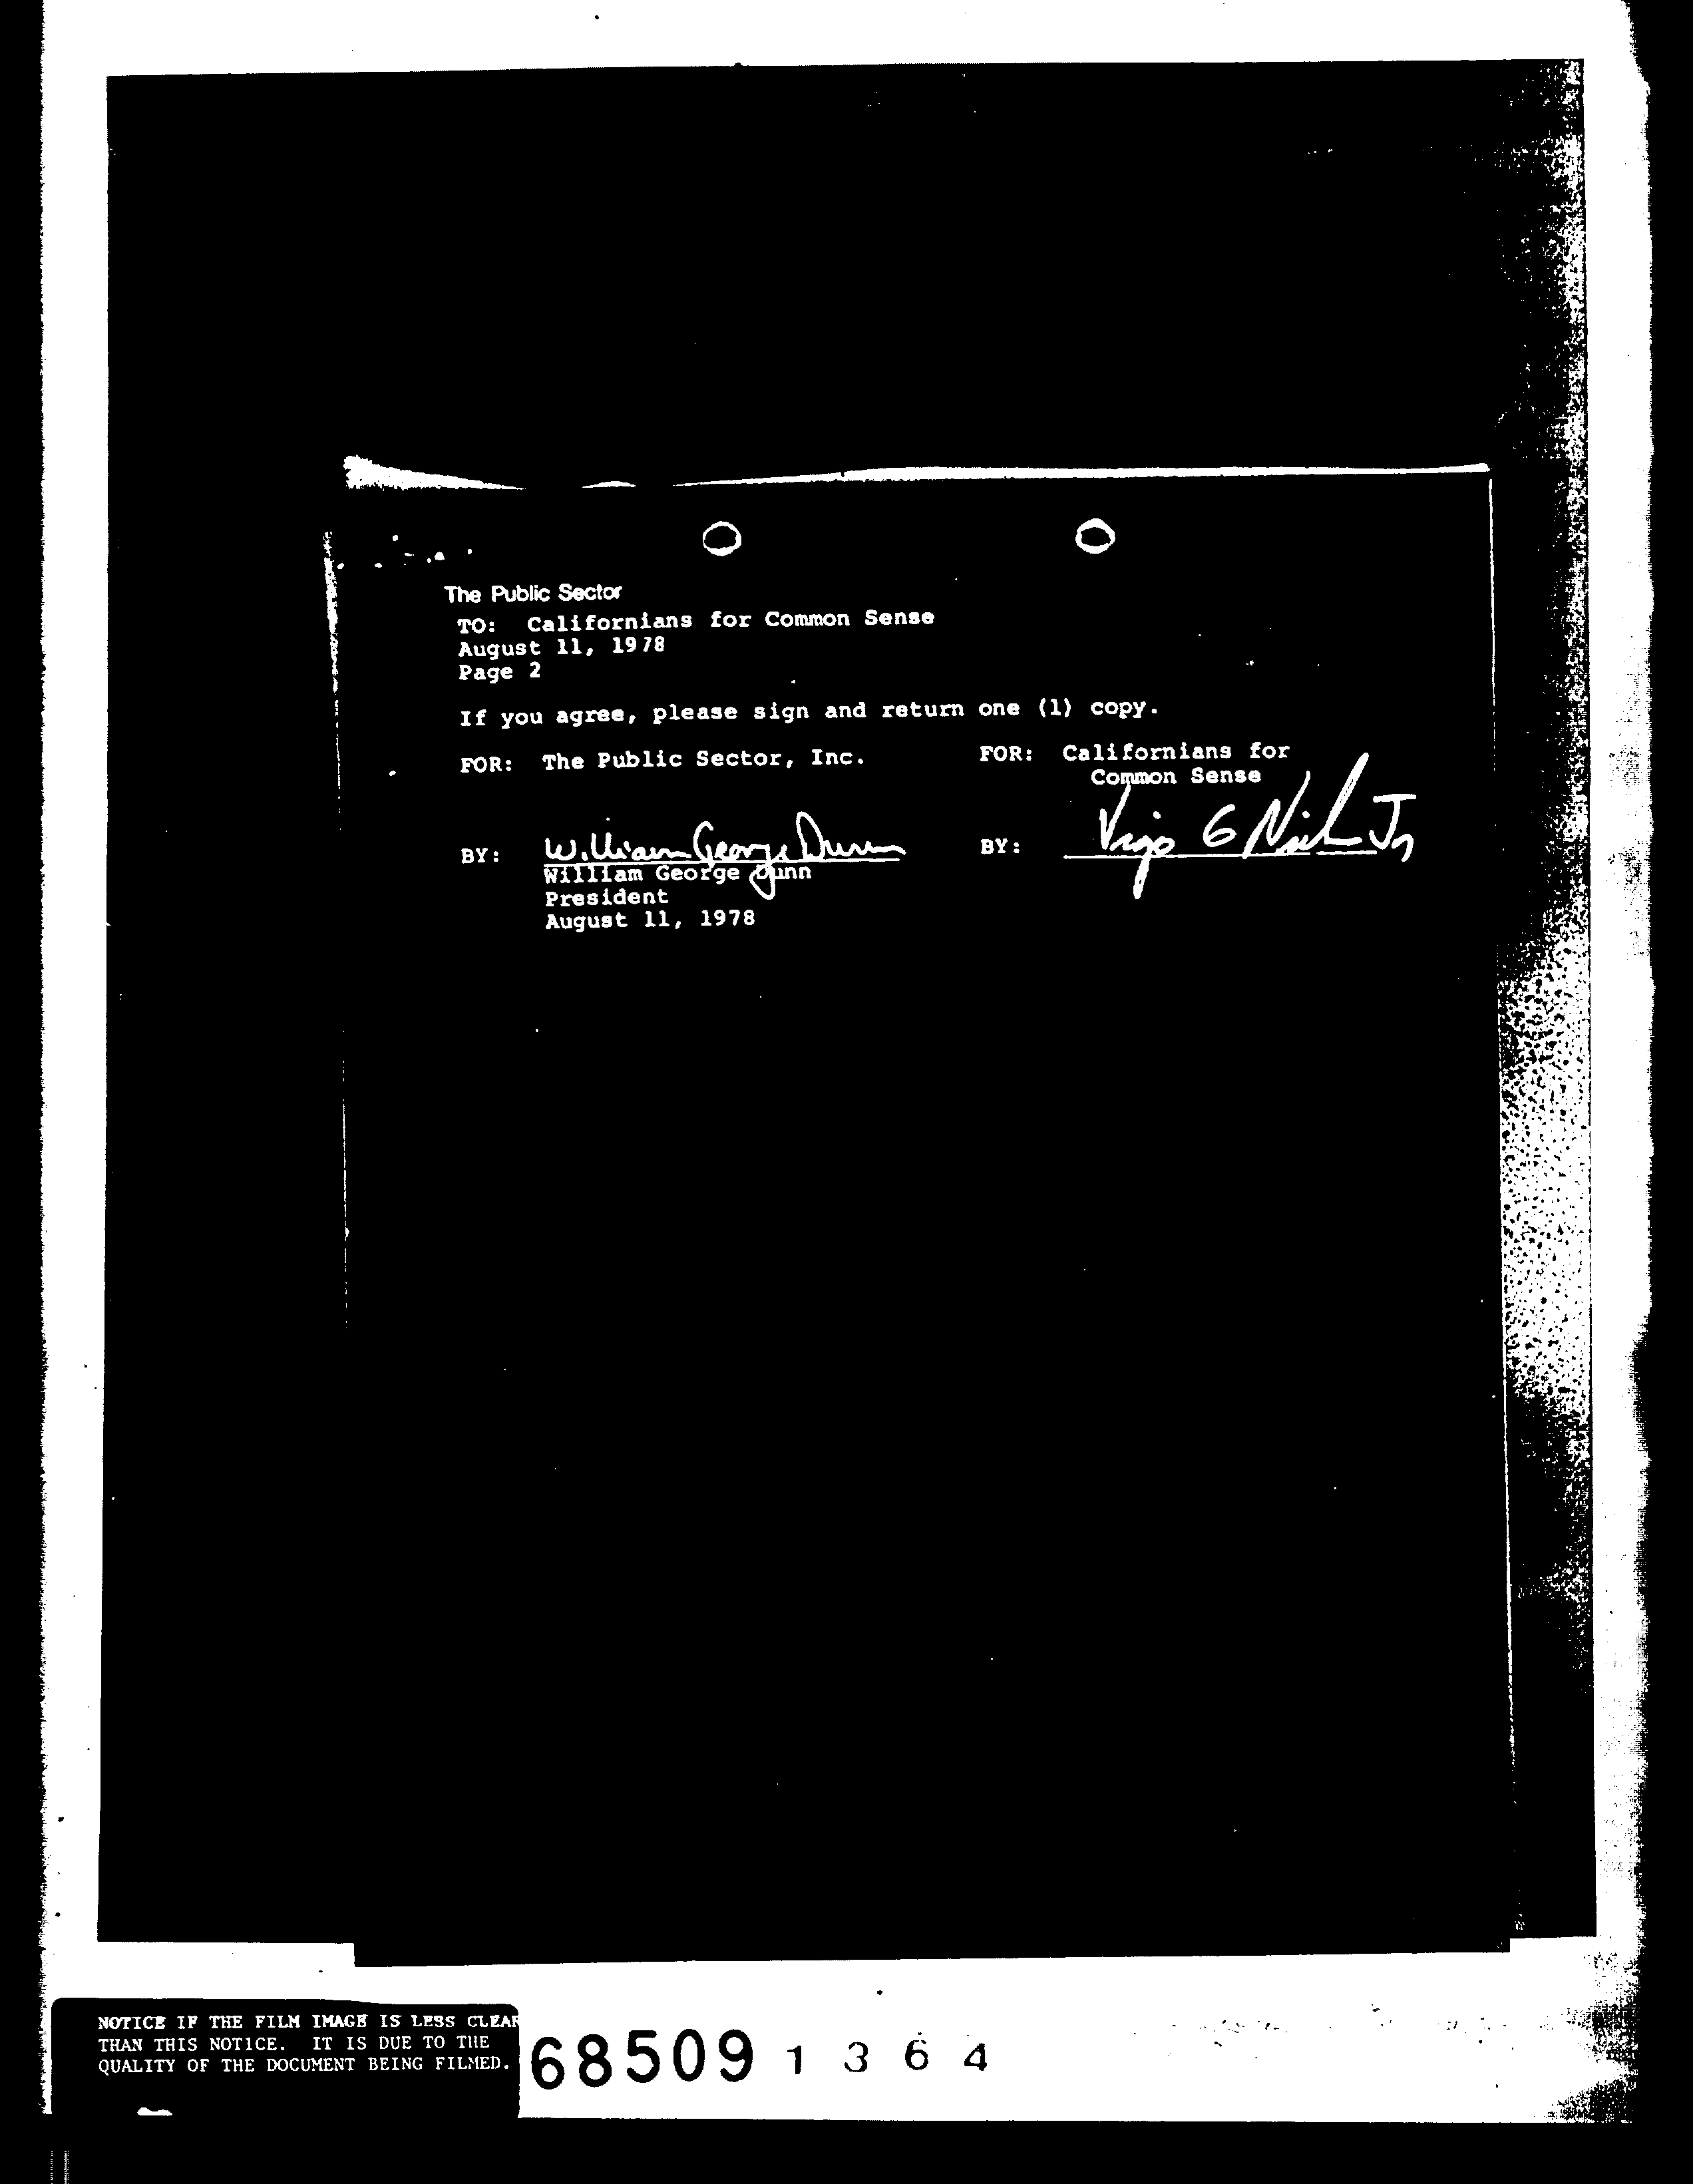 The Public Sector
TO: Californians for Common Sense
August 11, 1978
Page 2
If you agree, please sign and return one (1) copy.
FOR: The Public Sector, Inc.
FOR: Californians for
Common Sense
BY: William George Dunn
William George Dunn
President
August 11, 1978
BY: Vigo G Jr
NOTICE IF THE FILM IMAGE IS LESS CLEAR
THAN THIS NOTICE. IT IS DUE TO THE
QUALITY OF THE DOCUMENT BEING FILMED.
68509 1 3 6 4